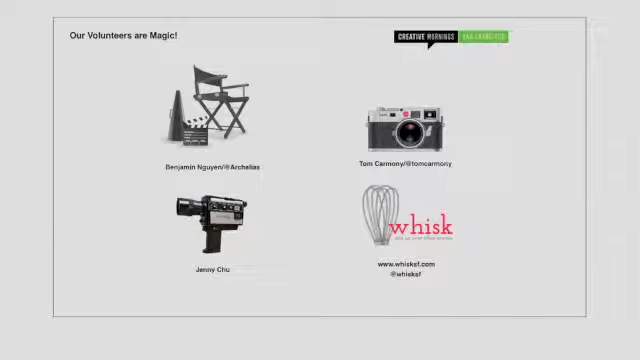 Our Volunteers are Magic!
CREATIVE MORNINGS SAN FRANCISCO
Benjamin Nguyen/@Archelias
Tom Carmony/@tomcarmony
whisk
Jenny Chu
www.whisksf.com
@whisksf